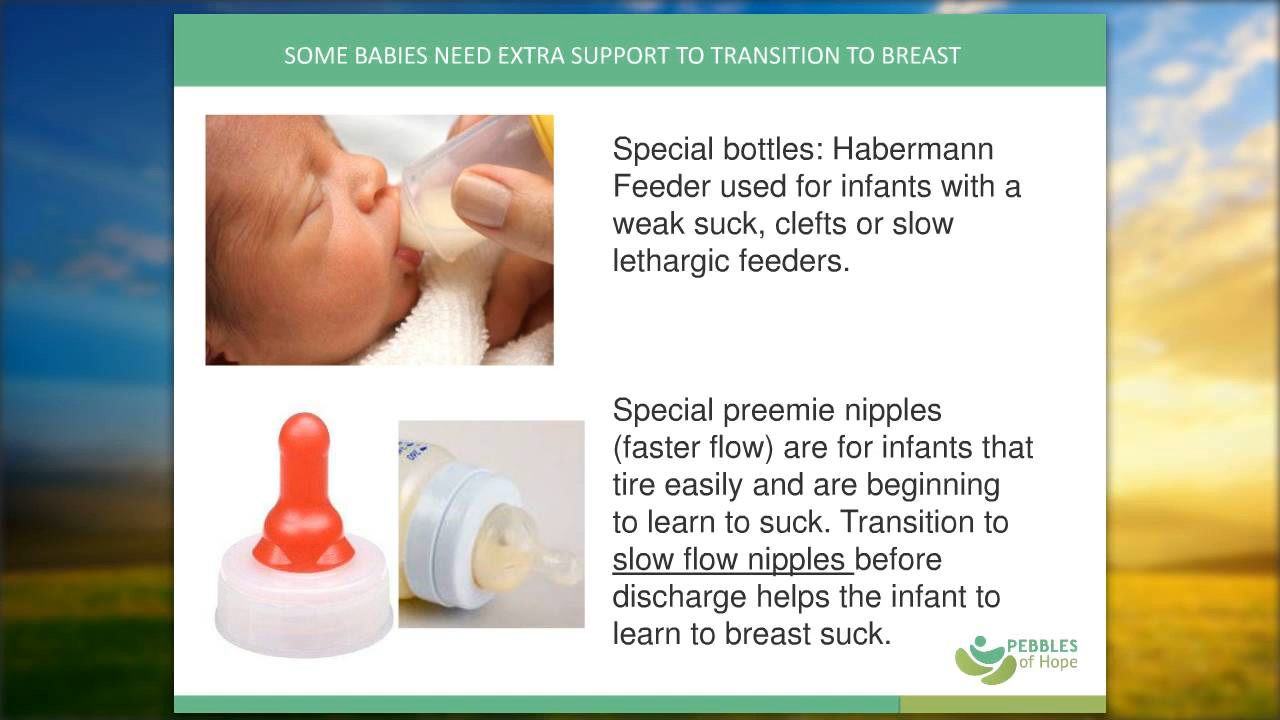 SOME BABIES NEED EXTRA SUPPORT TO TRANSITION TO BREAST
Special bottles: Habermann
Feeder used for infants with a
weak suck, clefts or slow
lethargic feeders.
Special preemie nipples
(faster flow) are for infants that
tire easily and are beginning
to learn to suck. Transition to
slow flow nipples before
discharge helps the infant to
learn to breast suck.
PEBBLES
of Hope